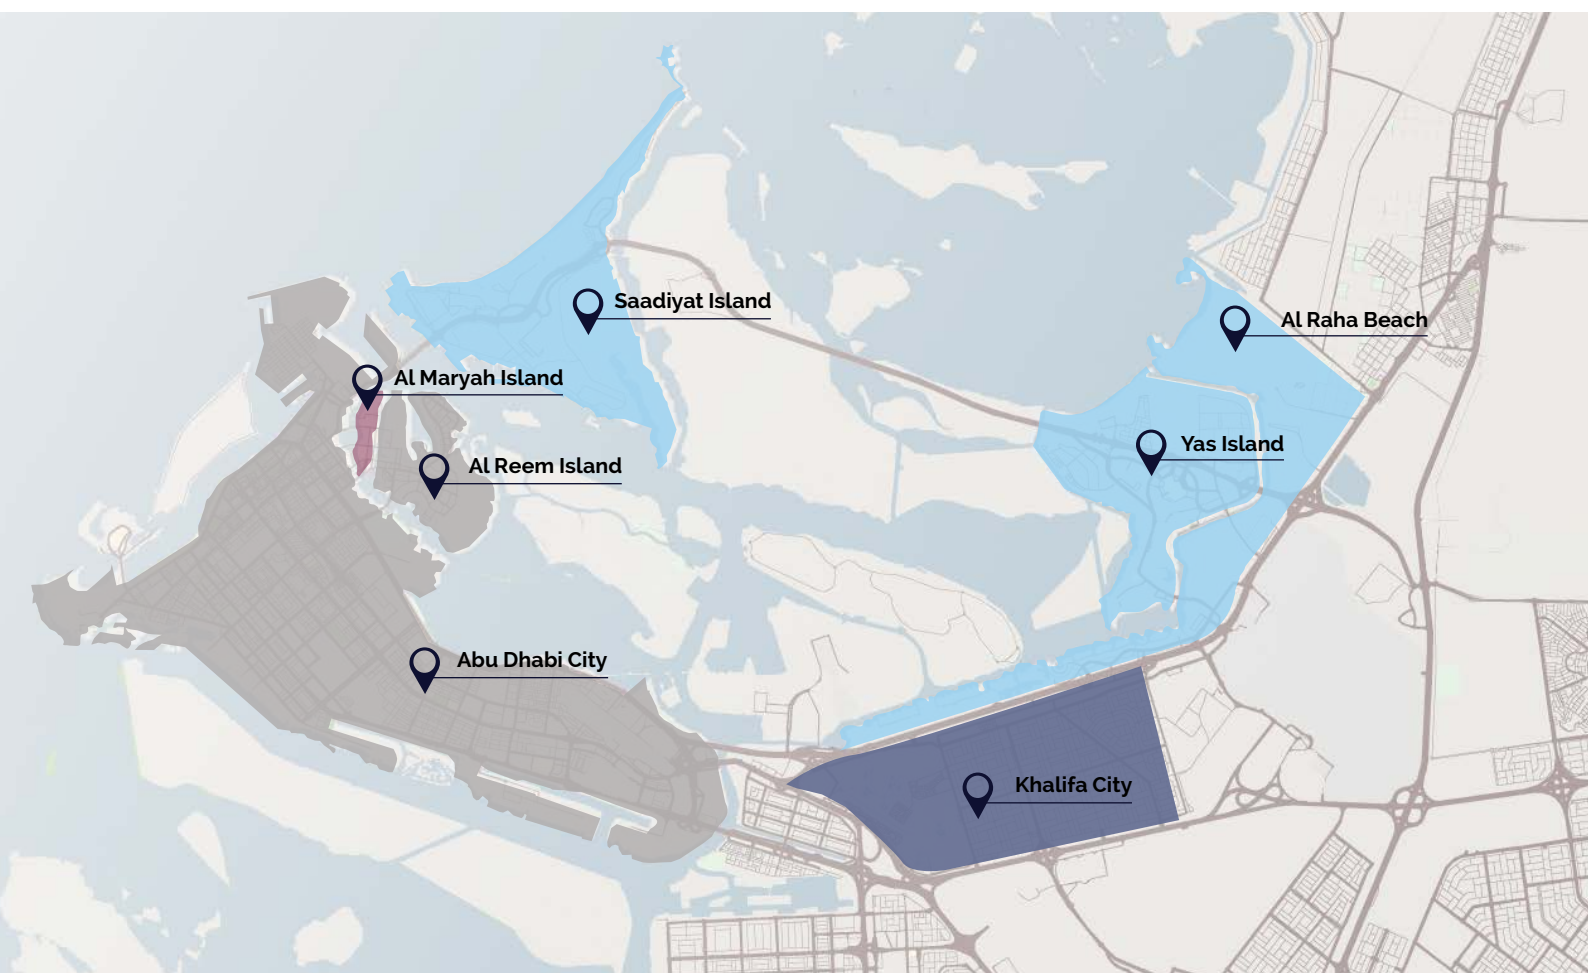 Saadiyat Island
Al Raha Beach
Al Maryah Island
Yas Island
Al Reem Island
Abu Dhabi City
Khalifa City